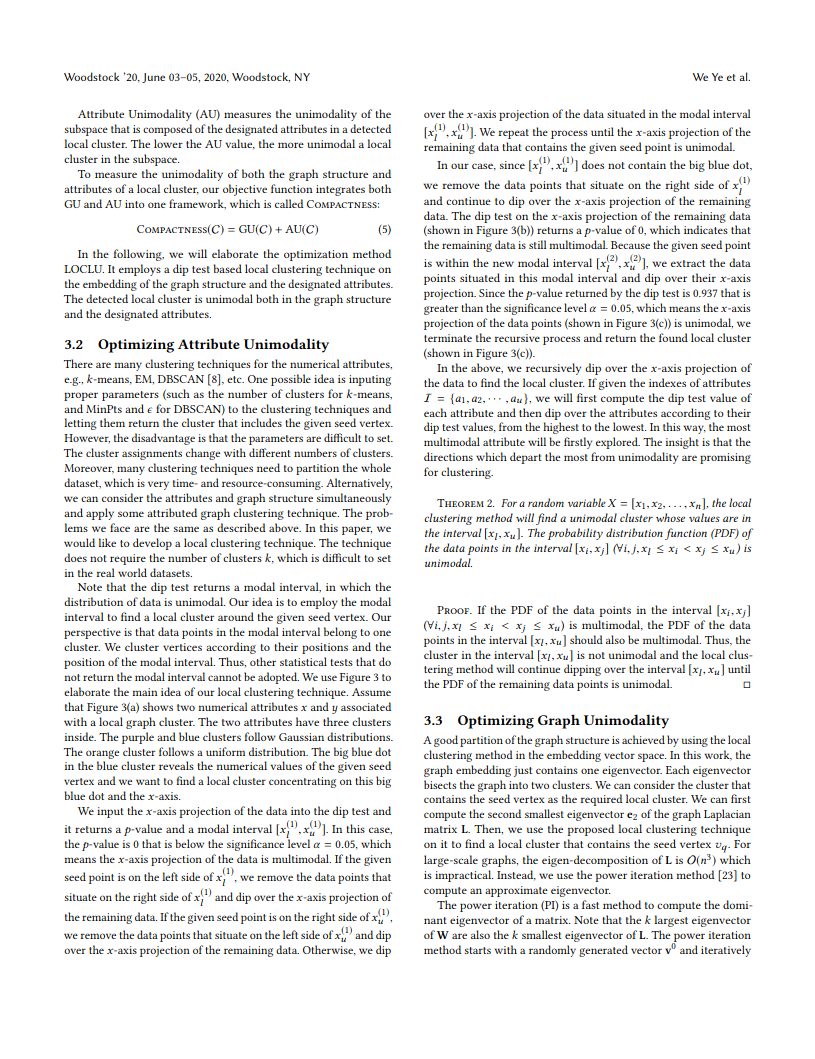 Woodstock ’20, June 03–05, 2020, Woodstock, NY
We Ye et al.
Attribute Unimodality (AU) measures the unimodality of the
subspace that is composed of the designated attributes in a detected
local cluster. The lower the AU value, the more unimodal a local
cluster in the subspace.
To measure the unimodality of both the graph structure and
attributes of a local cluster, our objective function integrates both
GU and AU into one framework, which is called Compactness:
Compactness(C) = GU(C) + AU(C) (5)
In the following, we will elaborate the optimization method
LOCLU. It employs a dip test based local clustering technique on
the embedding of the graph structure and the designated attributes.
The detected local cluster is unimodal both in the graph structure
and the designated attributes.
3.2 Optimizing Attribute Unimodality
There are many clustering techniques for the numerical attributes,
e.g., k-means, EM, DBSCAN [8], etc. One possible idea is inputing
proper parameters (such as the number of clusters for k-means,
and MinPts and ϵ for DBSCAN) to the clustering techniques and
letting them return the cluster that includes the given seed vertex.
However, the disadvantage is that the parameters are difficult to set.
The cluster assignments change with different numbers of clusters.
Moreover, many clustering techniques need to partition the whole
dataset, which is very time- and resource-consuming. Alternatively,
we can consider the attributes and graph structure simultaneously
and apply some attributed graph clustering technique. The prob-
lems we face are the same as described above. In this paper, we
would like to develop a local clustering technique. The technique
does not require the number of clusters k, which is difficult to set
in the real world datasets.
Note that the dip test returns a modal interval, in which the
distribution of data is unimodal. Our idea is to employ the modal
interval to find a local cluster around the given seed vertex. Our
perspective is that data points in the modal interval belong to one
cluster. We cluster vertices according to their positions and the
position of the modal interval. Thus, other statistical tests that do
not return the modal interval cannot be adopted. We use Figure 3 to
elaborate the main idea of our local clustering technique. Assume
that Figure 3(a) shows two numerical attributes x and y associated
with a local graph cluster. The two attributes have three clusters
inside. The purple and blue clusters follow Gaussian distributions.
The orange cluster follows a uniform distribution. The big blue dot
in the blue cluster reveals the numerical values of the given seed
vertex and we want to find a local cluster concentrating on this big
blue dot and the x-axis.
We input the x-axis projection of the data into the dip test and
it returns a p-value and a modal interval [x_l^(1), x_u^(1)]. In this case,
the p-value is 0 that is below the significance level α = 0.05, which
means the x-axis projection of the data is multimodal. If the given
seed point is on the left side of x_l^(1), we remove the data points that
situate on the right side of x_l^(1) and dip over the x-axis projection of
the remaining data. If the given seed point is on the right side of x_u^(1),
we remove the data points that situate on the left side of x_u^(1) and dip
over the x-axis projection of the remaining data. Otherwise, we dip
over the x-axis projection of the data situated in the modal interval
[x_l^(1), x_u^(1)]. We repeat the process until the x-axis projection of the
remaining data that contains the given seed point is unimodal.
In our case, since [x_l^(1), x_u^(1)] does not contain the big blue dot,
we remove the data points that situate on the right side of x_l^(1)
and continue to dip over the x-axis projection of the remaining
data. The dip test on the x-axis projection of the remaining data
(shown in Figure 3(b)) returns a p-value of 0, which indicates that
the remaining data is still multimodal. Because the given seed point
is within the new modal interval [x_l^(2), x_u^(2)], we extract the data
points situated in this modal interval and dip over their x-axis
projection. Since the p-value returned by the dip test is 0.937 that is
greater than the significance level α = 0.05, which means the x-axis
projection of the data points (shown in Figure 3(c)) is unimodal, we
terminate the recursive process and return the found local cluster
(shown in Figure 3(c)).
In the above, we recursively dip over the x-axis projection of
the data to find the local cluster. If given the indexes of attributes
I = {a1, a2, · · · , au}, we will first compute the dip test value of
each attribute and then dip over the attributes according to their
dip test values, from the highest to the lowest. In this way, the most
multimodal attribute will be firstly explored. The insight is that the
directions which depart the most from unimodality are promising
for clustering.
Theorem 2. For a random variable X = [x1, x2, . . . , xn], the local
clustering method will find a unimodal cluster whose values are in
the interval [xl, xu]. The probability distribution function (PDF) of
the data points in the interval [xi, xj] (∀i, j, xl ≤ xi < xj ≤ xu) is
unimodal.
Proof. If the PDF of the data points in the interval [xi, xj]
(∀i, j, xl ≤ xi < xj ≤ xu) is multimodal, the PDF of the data
points in the interval [xl, xu] should also be multimodal. Thus, the
cluster in the interval [xl, xu] is not unimodal and the local clus-
tering method will continue dipping over the interval [xl, xu] until
the PDF of the remaining data points is unimodal. □
3.3 Optimizing Graph Unimodality
A good partition of the graph structure is achieved by using the local
clustering method in the embedding vector space. In this work, the
graph embedding just contains one eigenvector. Each eigenvector
bisects the graph into two clusters. We can consider the cluster that
contains the seed vertex as the required local cluster. We can first
compute the second smallest eigenvector e2 of the graph Laplacian
matrix L. Then, we use the proposed local clustering technique
on it to find a local cluster that contains the seed vertex vq. For
large-scale graphs, the eigen-decomposition of L is O(n³) which
is impractical. Instead, we use the power iteration method [23] to
compute an approximate eigenvector.
The power iteration (PI) is a fast method to compute the domi-
nant eigenvector of a matrix. Note that the k largest eigenvector
of W are also the k smallest eigenvector of L. The power iteration
method starts with a randomly generated vector v⁰ and iteratively